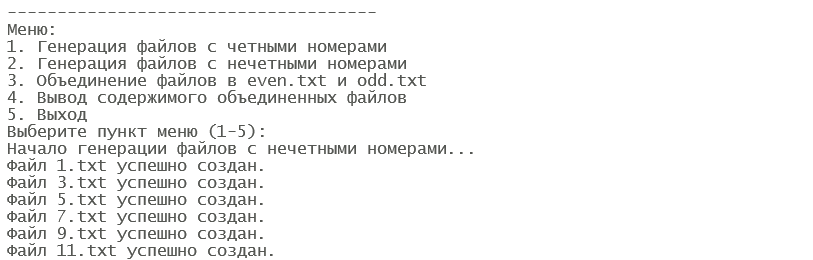 -------------------------------------
Меню:
1. Генерация файлов с четными номерами
2. Генерация файлов с нечетными номерами
3. Объединение файлов в even.txt и odd.txt
4. Вывод содержимого объединенных файлов
5. Выход
Выберите пункт меню (1-5):
Начало генерации файлов с нечетными номерами...
Файл 1.txt успешно создан.
Файл 3.txt успешно создан.
Файл 5.txt успешно создан.
Файл 7.txt успешно создан.
Файл 9.txt успешно создан.
Файл 11.txt успешно создан.